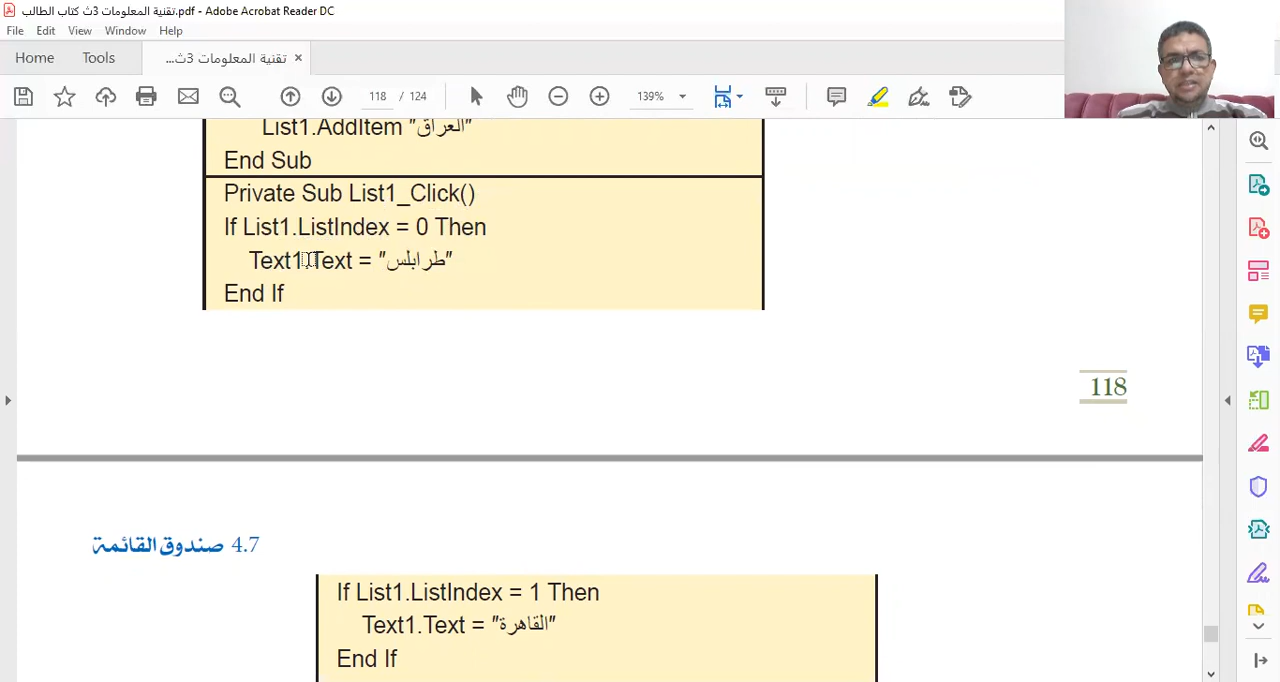 تقنية المعلومات 3ث كتاب الطالب.pdf - Adobe Acrobat Reader DC
File Edit View Window Help
Home Tools تقنية المعلومات 3ث... ×
118 / 124 139%
List1.AddItem "العراق"
End Sub
Private Sub List1_Click()
If List1.ListIndex = 0 Then
Text1.Text = "طرابلس"
End If
118
4.7 صندوق القائمة
If List1.ListIndex = 1 Then
Text1.Text = "القاهرة"
End If